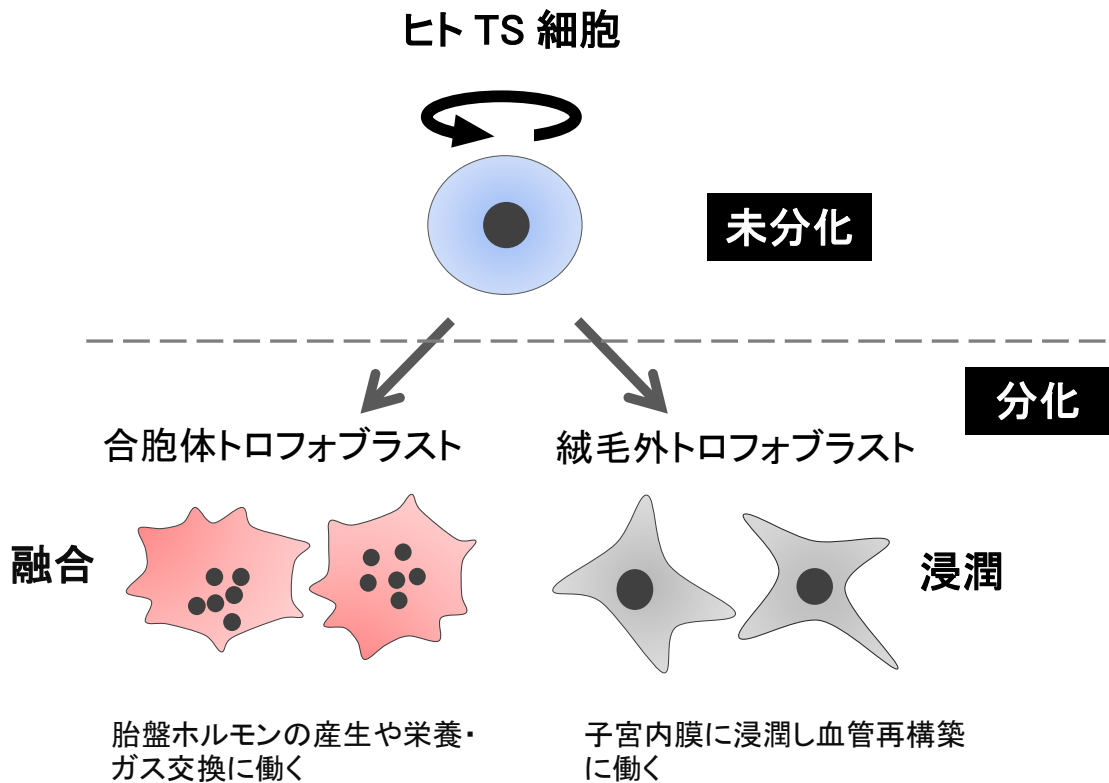 ヒト TS 細胞
未分化
分化
合胞体トロフォブラスト
絨毛外トロフォブラスト
融合
浸潤
胎盤ホルモンの産生や栄養・
ガス交換に働く
子宮内膜に浸潤し血管再構築
に働く